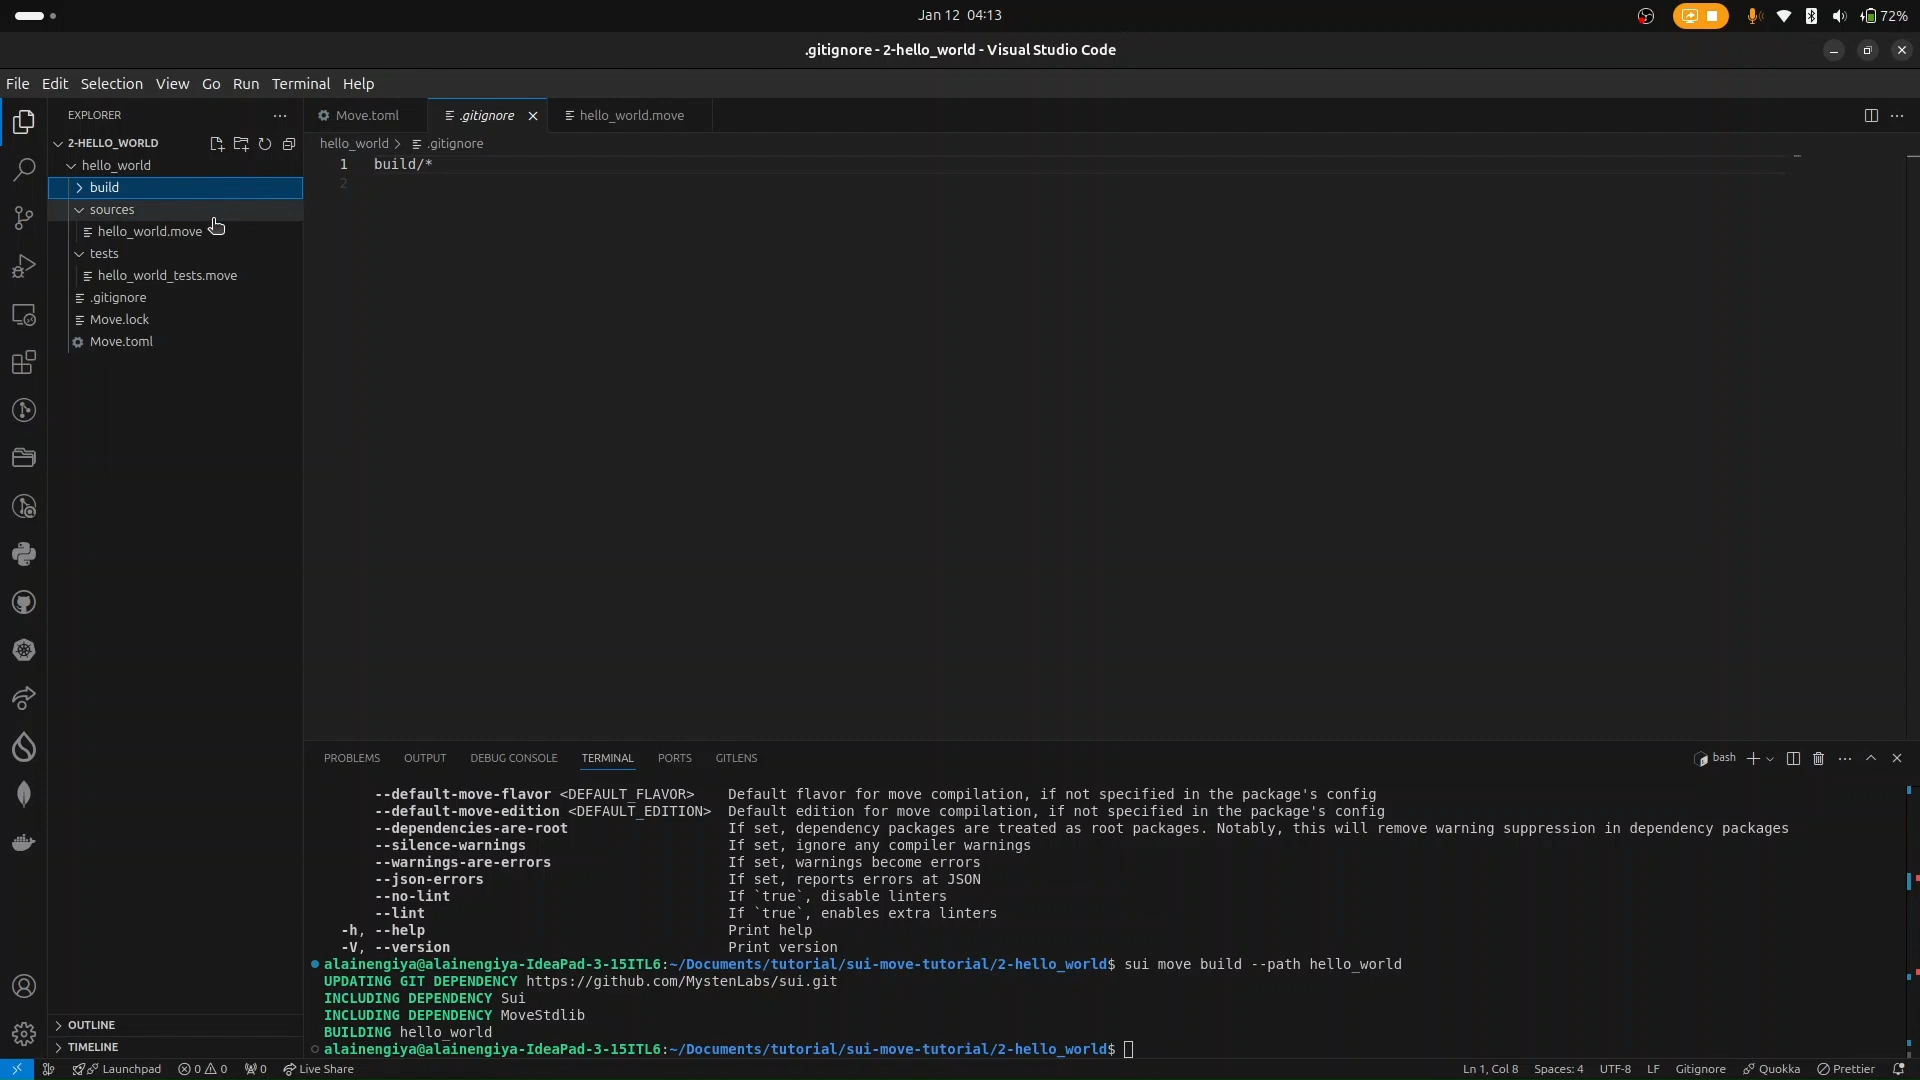 Jan 12 04:13
72%
.gitignore - 2-hello_world - Visual Studio Code
File Edit Selection View Go Run Terminal Help
EXPLORER
2-HELLO_WORLD
hello_world
build
sources
hello_world.move
tests
hello_world_tests.move
.gitignore
Move.lock
Move.toml
OUTLINE
TIMELINE
Move.toml .gitignore hello_world.move
hello_world > .gitignore
1 build/*
2
PROBLEMS OUTPUT DEBUG CONSOLE TERMINAL PORTS GITLENS
bash
--default-move-flavor <DEFAULT_FLAVOR> Default flavor for move compilation, if not specified in the package's config
--default-move-edition <DEFAULT_EDITION> Default edition for move compilation, if not specified in the package's config
--dependencies-are-root If set, dependency packages are treated as root packages. Notably, this will remove warning suppression in dependency packages
--silence-warnings If set, ignore any compiler warnings
--warnings-are-errors If set, warnings become errors
--json-errors If set, reports errors at JSON
--no-lint If `true`, disable linters
--lint If `true`, enables extra linters
-h, --help Print help
-V, --version Print version
alainengiya@alainengiya-IdeaPad-3-15ITL6:~/Documents/tutorial/sui-move-tutorial/2-hello_world$ sui move build --path hello_world
UPDATING GIT DEPENDENCY https://github.com/MystenLabs/sui.git
INCLUDING DEPENDENCY Sui
INCLUDING DEPENDENCY MoveStdlib
BUILDING hello_world
alainengiya@alainengiya-IdeaPad-3-15ITL6:~/Documents/tutorial/sui-move-tutorial/2-hello_world$
Launchpad 0 0 0 Live Share Ln 1, Col 8 Spaces: 4 UTF-8 LF Gitignore Quokka Prettier